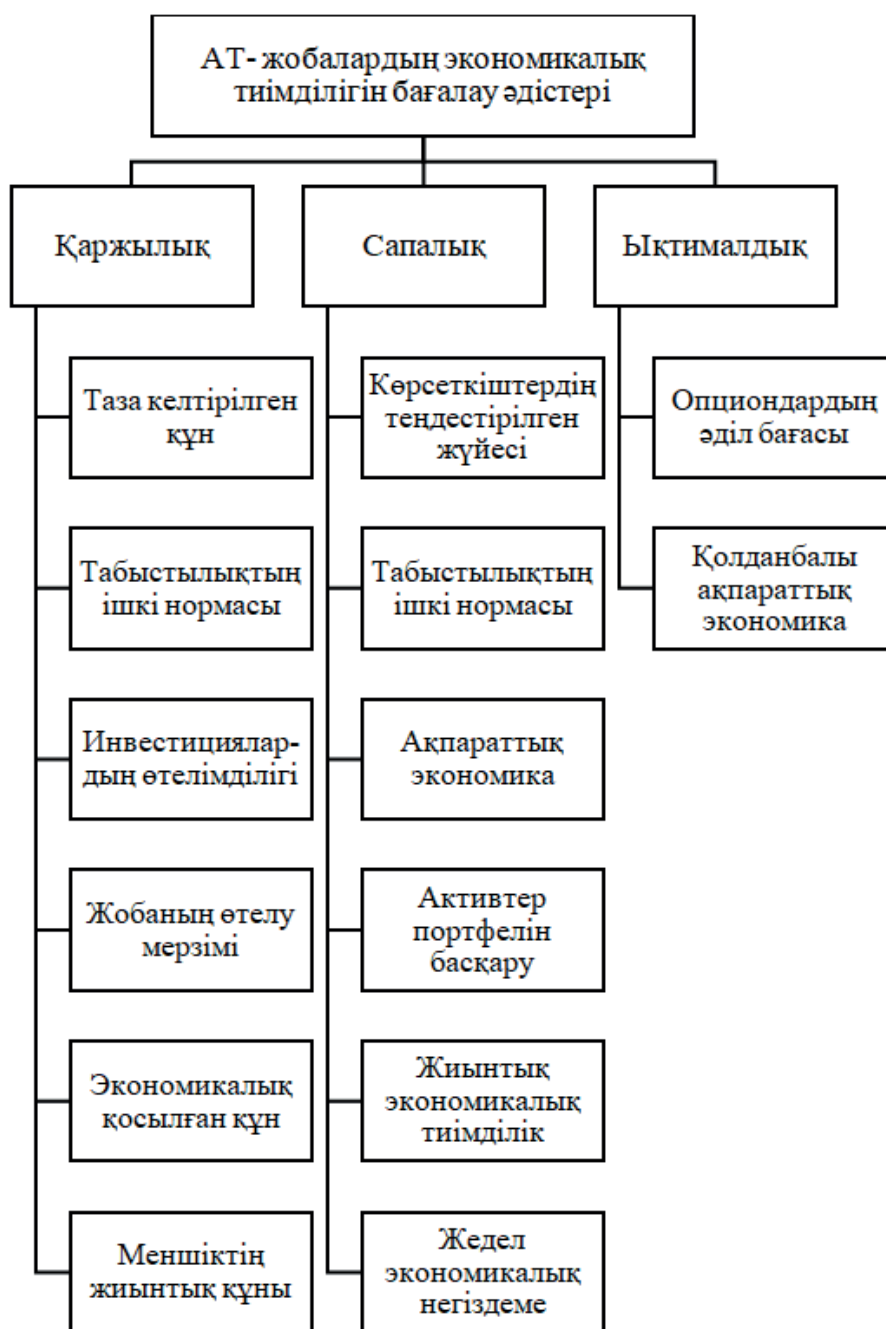 АТ- жобалардың экономикалық
тиімділігін бағалау әдістері
Қаржылық
Сапалық
Ықтималдық
Таза келтірілген
құн
Табыстылықтың
ішкі нормасы
Инвестициялар-
дың өтелімділігі
Жобаның өтелу
мерзімі
Экономикалық
қосылған құн
Меншіктің
жиынтық құны
Көрсеткіштердің
теңдестірілген
жүйесі
Табыстылықтың
ішкі нормасы
Ақпараттық
экономика
Активтер
портфелін
басқару
Жиынтық
экономикалық
тиімділік
Жедел
экономикалық
негіздеме
Опциондардың
әділ бағасы
Қолданбалы
ақпараттық
экономика